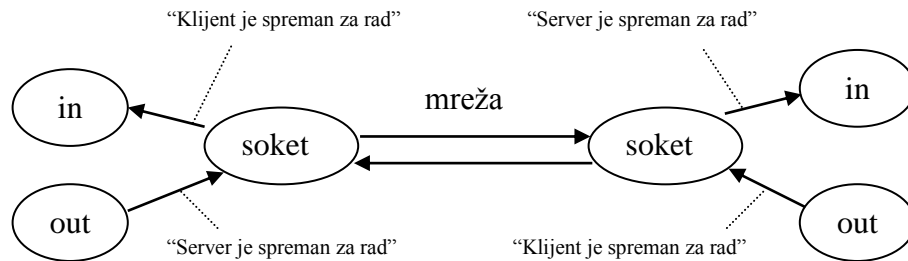 “Klijent je spreman za rad”
“Server je spreman za rad”
in
mreža
in
soket
soket
out
out
“Server je spreman za rad”
“Klijent je spreman za rad”